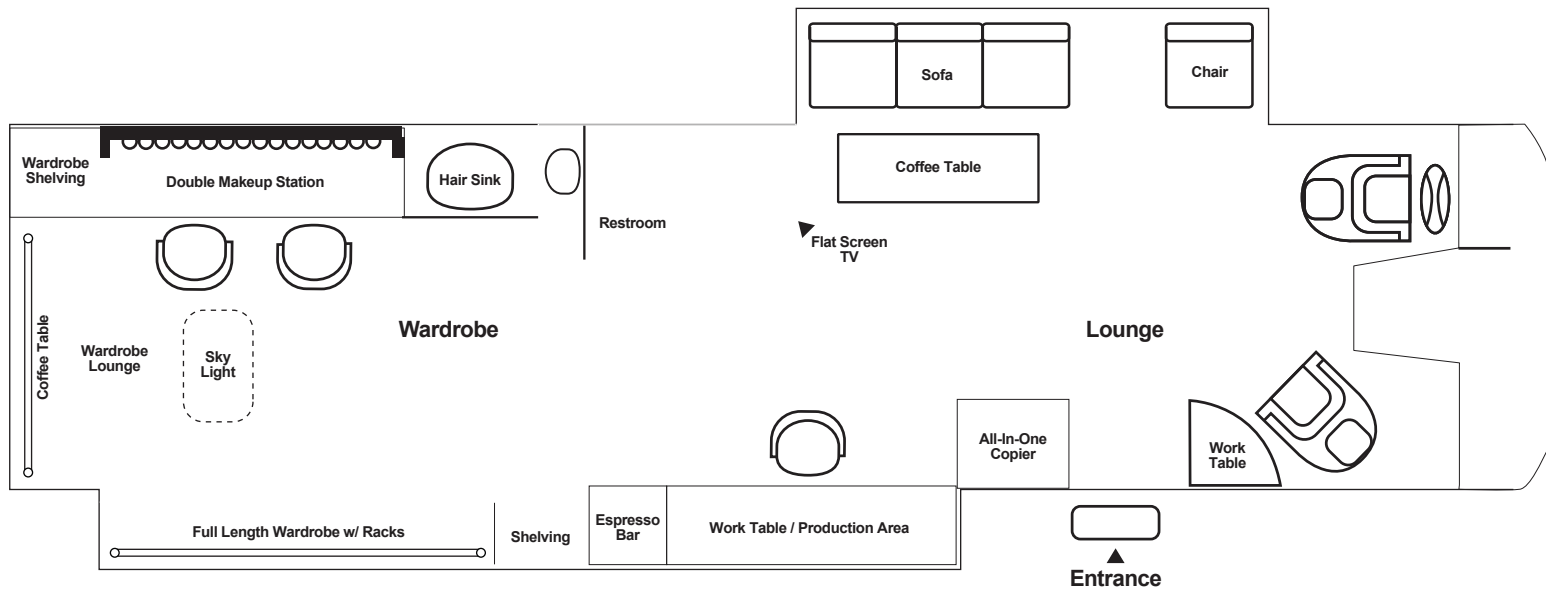 Sofa
Chair
Wardrobe
Shelving
Double Makeup Station
Hair Sink
Coffee Table
Restroom
Flat Screen
TV
Wardrobe
Lounge
Coffee Table
Wardrobe
Lounge
Sky
Light
All-In-One
Copier
Work
Table
Full Length Wardrobe w/ Racks
Shelving
Espresso
Bar
Work Table / Production Area
Entrance